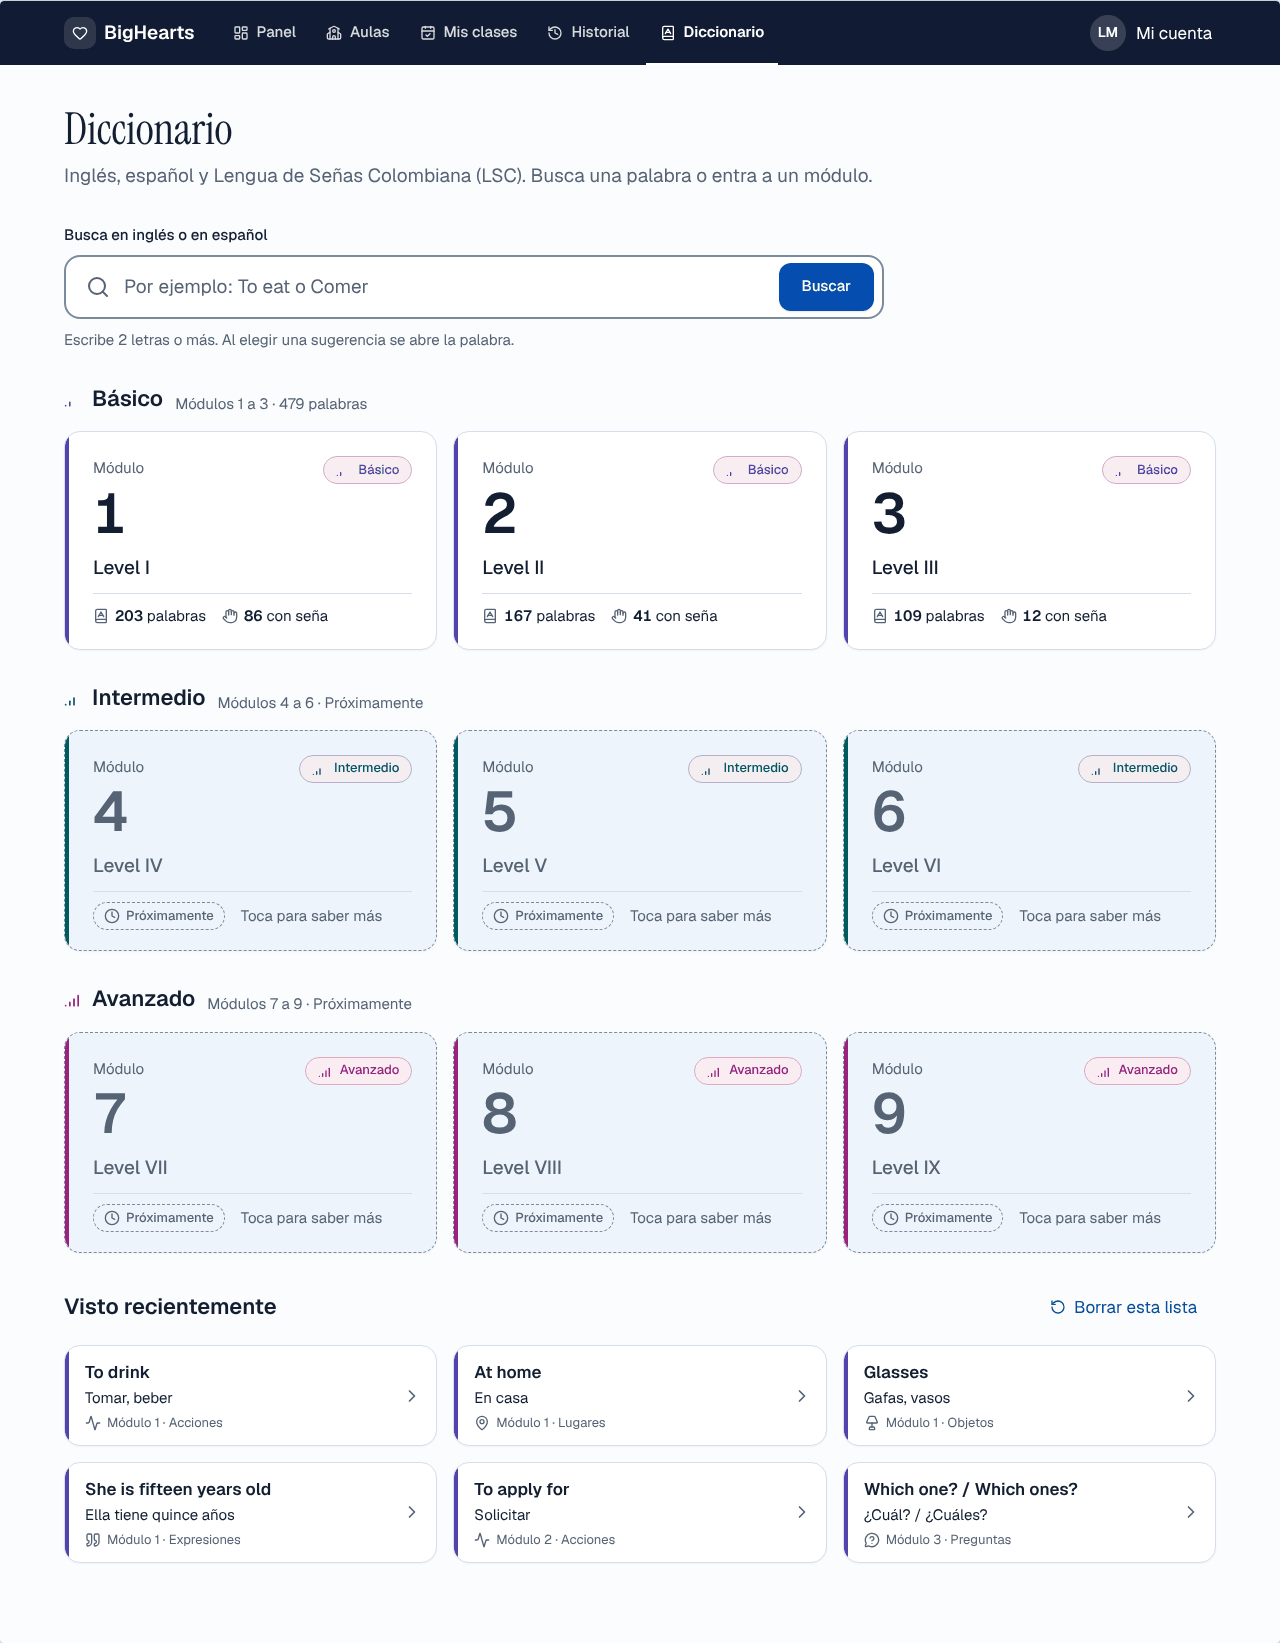 BigHearts Panel Aulas Mis clases Historial Diccionario LM Mi cuenta
Diccionario
Inglés, español y Lengua de Señas Colombiana (LSC). Busca una palabra o entra a un módulo.
Busca en inglés o en español
Por ejemplo: To eat o Comer Buscar
Escribe 2 letras o más. Al elegir una sugerencia se abre la palabra.
Básico Módulos 1 a 3 · 479 palabras
Módulo Básico
1
Level I
203 palabras 86 con seña
Módulo Básico
2
Level II
167 palabras 41 con seña
Módulo Básico
3
Level III
109 palabras 12 con seña
Intermedio Módulos 4 a 6 · Próximamente
Módulo Intermedio
4
Level IV
Próximamente Toca para saber más
Módulo Intermedio
5
Level V
Próximamente Toca para saber más
Módulo Intermedio
6
Level VI
Próximamente Toca para saber más
Avanzado Módulos 7 a 9 · Próximamente
Módulo Avanzado
7
Level VII
Próximamente Toca para saber más
Módulo Avanzado
8
Level VIII
Próximamente Toca para saber más
Módulo Avanzado
9
Level IX
Próximamente Toca para saber más
Visto recientemente Borrar esta lista
To drink
Tomar, beber
Módulo 1 · Acciones
At home
En casa
Módulo 1 · Lugares
Glasses
Gafas, vasos
Módulo 1 · Objetos
She is fifteen years old
Ella tiene quince años
Módulo 1 · Expresiones
To apply for
Solicitar
Módulo 2 · Acciones
Which one? / Which ones?
¿Cuál? / ¿Cuáles?
Módulo 3 · Preguntas